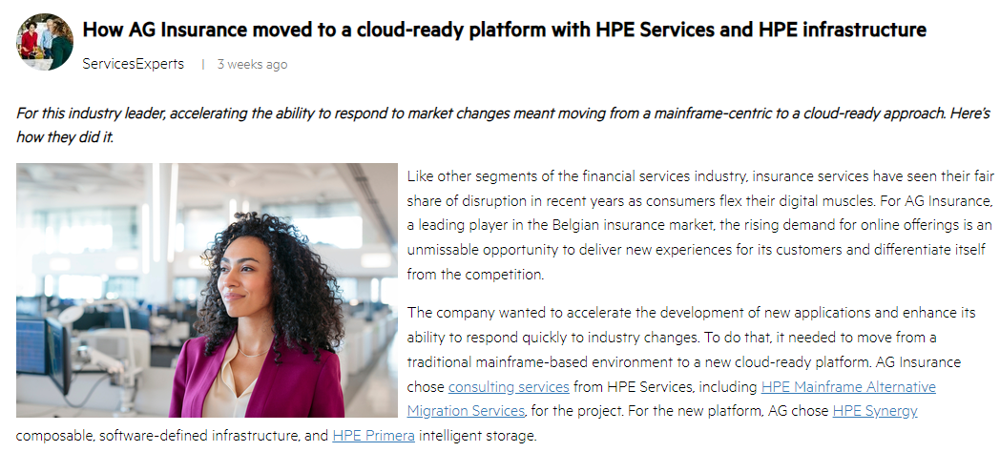 How AG Insurance moved to a cloud-ready platform with HPE Services and HPE infrastructure
ServicesExperts | 3 weeks ago
For this industry leader, accelerating the ability to respond to market changes meant moving from a mainframe-centric to a cloud-ready approach. Here's
how they did it.
Like other segments of the financial services industry, insurance services have seen their fair
share of disruption in recent years as consumers flex their digital muscles. For AG Insurance,
a leading player in the Belgian insurance market, the rising demand for online offerings is an
unmissable opportunity to deliver new experiences for its customers and differentiate itself
from the competition.
The company wanted to accelerate the development of new applications and enhance its
ability to respond quickly to industry changes. To do that, it needed to move from a
traditional mainframe-based environment to a new cloud-ready platform. AG Insurance
chose consulting services from HPE Services, including HPE Mainframe Alternative
Migration Services, for the project. For the new platform, AG chose HPE Synergy
composable, software-defined infrastructure, and HPE Primera intelligent storage.